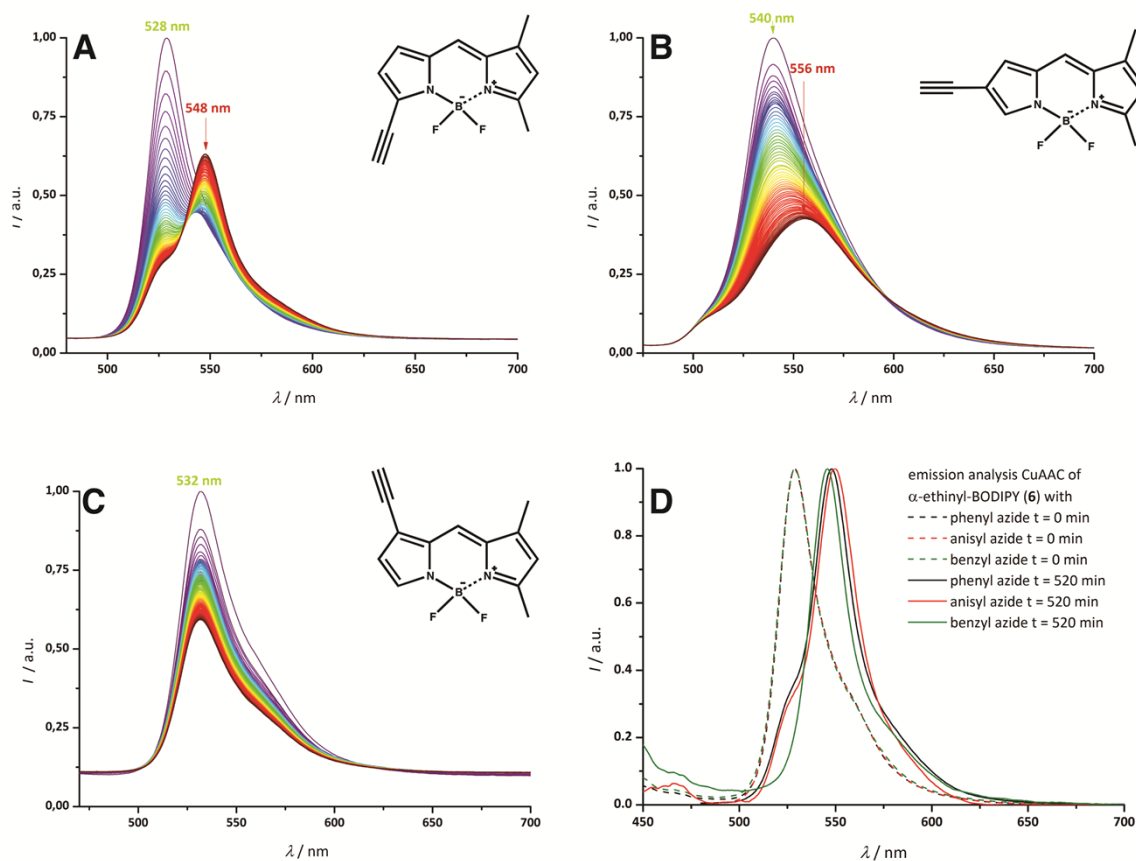 A
528 nm
548 nm
1,00
0,75
0,50
0,25
0,00
I / a.u.
500 550 600 650 700
λ / nm
N N+
B−
F F
B
540 nm
556 nm
1,00
0,75
0,50
0,25
0,00
I / a.u.
500 550 600 650 700
λ / nm
N N+
B−
F F
C
532 nm
1,00
0,75
0,50
0,25
0,00
I / a.u.
500 550 600 650 700
λ / nm
N N+
B−
F F
D
1.0
0.8
0.6
0.4
0.2
0.0
I / a.u.
450 500 550 600 650 700
λ / nm
emission analysis CuAAC of
α-ethinyl-BODIPY (6) with
phenyl azide t = 0 min
anisyl azide t = 0 min
benzyl azide t = 0 min
phenyl azide t = 520 min
anisyl azide t = 520 min
benzyl azide t = 520 min